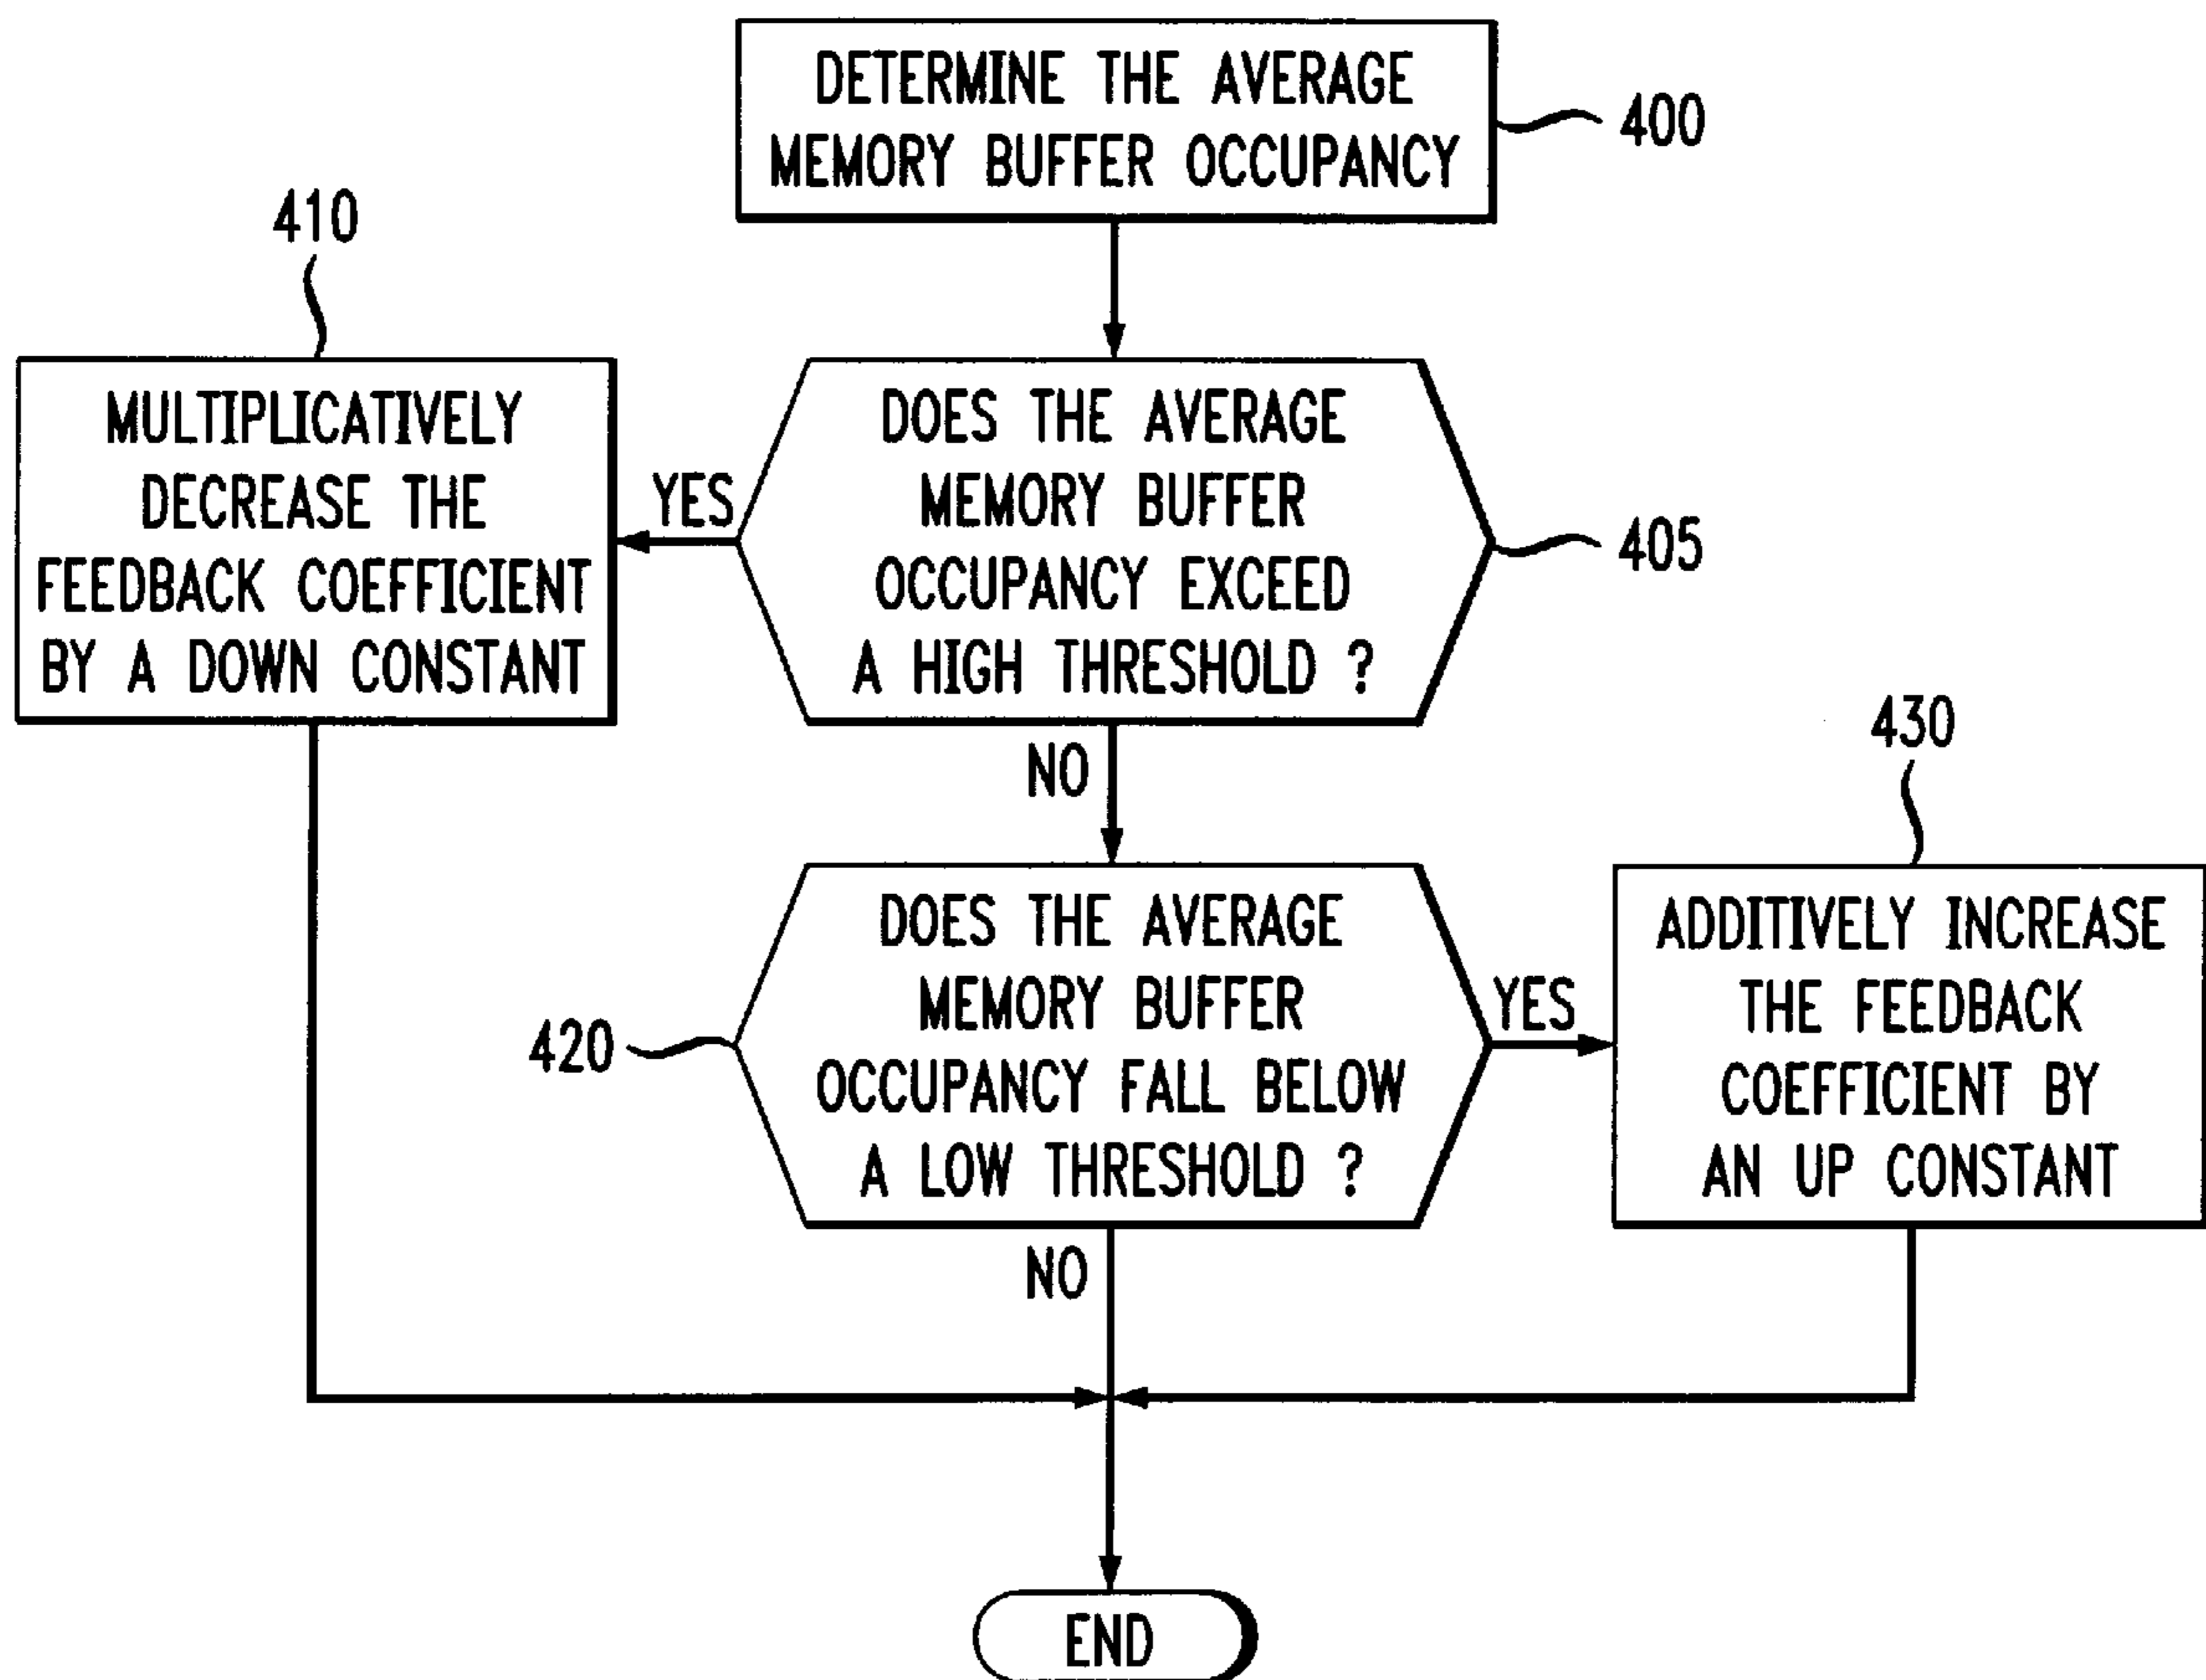 DETERMINE THE AVERAGE
MEMORY BUFFER OCCUPANCY
400
410
MULTIPLICATIVELY
DECREASE THE
FEEDBACK COEFFICIENT
BY A DOWN CONSTANT
YES
DOES THE AVERAGE
MEMORY BUFFER
OCCUPANCY EXCEED
A HIGH THRESHOLD ?
405
NO
430
420
DOES THE AVERAGE
MEMORY BUFFER
OCCUPANCY FALL BELOW
A LOW THRESHOLD ?
YES
ADDITIVELY INCREASE
THE FEEDBACK
COEFFICIENT BY
AN UP CONSTANT
NO
END